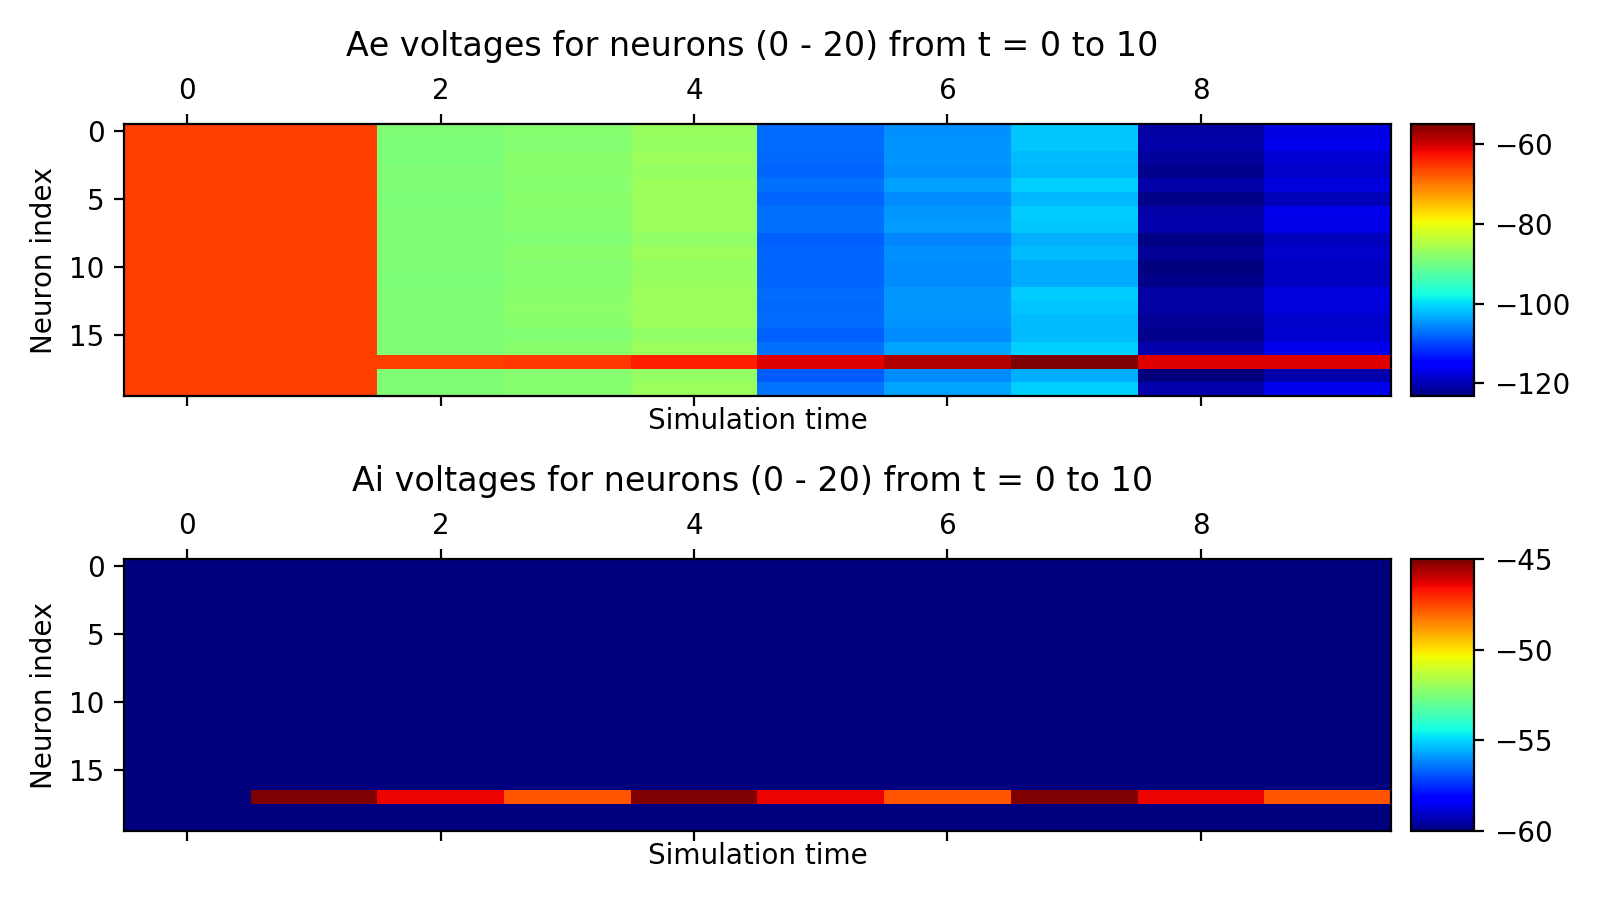 Ae voltages for neurons (0 - 20) from t = 0 to 10
0 2 4 6 8
Neuron index
0
5
10
15
−60
−80
−100
−120
Simulation time
Ai voltages for neurons (0 - 20) from t = 0 to 10
0 2 4 6 8
Neuron index
0
5
10
15
−45
−50
−55
−60
Simulation time